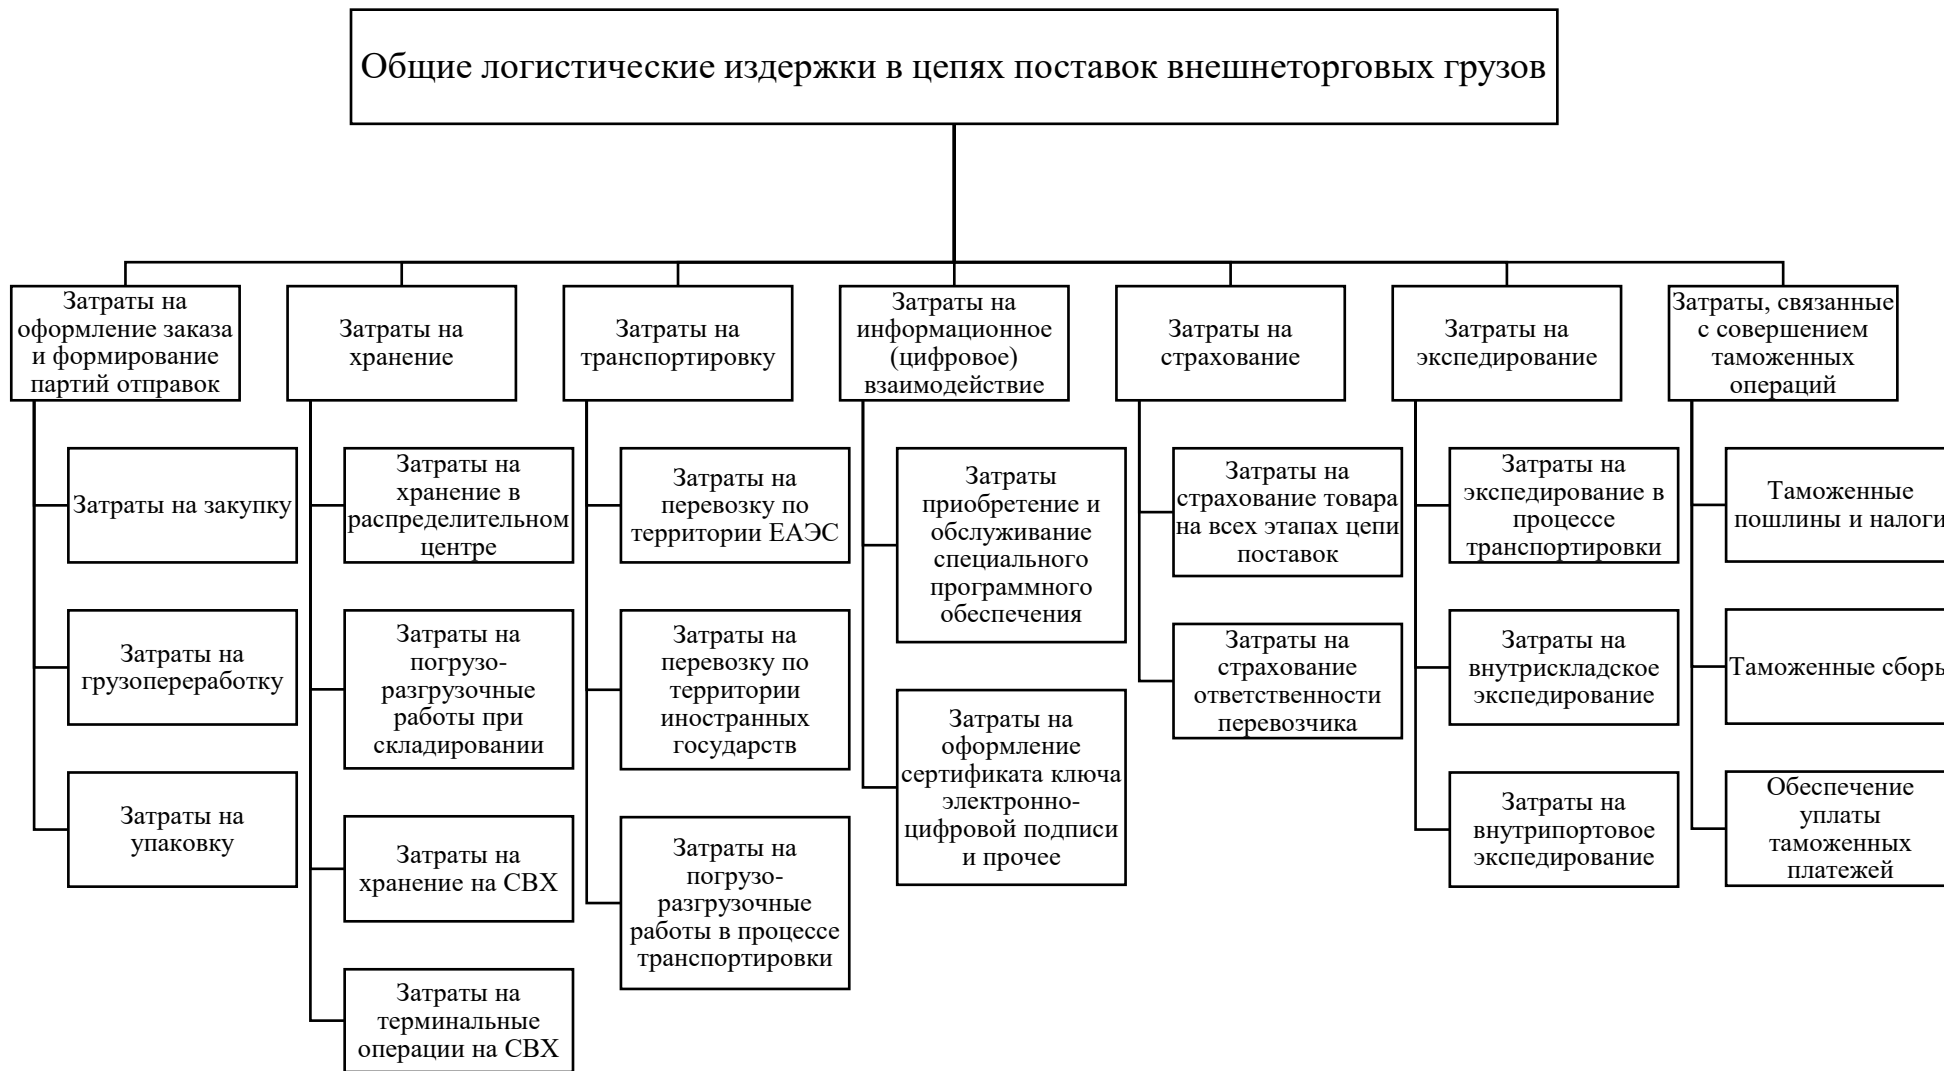 Общие логистические издержки в цепях поставок внешнеторговых грузов
Затраты на
оформление заказа
и формирование
партий отправок
Затраты на закупку
Затраты на
грузопереработку
Затраты на
упаковку
Затраты на
хранение
Затраты на
хранение в
распределительном
центре
Затраты на
погрузо-
разгрузочные
работы при
складировании
Затраты на
хранение на СВХ
Затраты на
терминальные
операции на СВХ
Затраты на
транспортировку
Затраты на
перевозку по
территории ЕАЭС
Затраты на
перевозку по
территории
иностранных
государств
Затраты на
погрузо-
разгрузочные
работы в процессе
транспортировки
Затраты на
информационное
(цифровое)
взаимодействие
Затраты
приобретение и
обслуживание
специального
программного
обеспечения
Затраты на
оформление
сертификата ключа
электронно-
цифровой подписи
и прочее
Затраты на
страхование
Затраты на
страхование товара
на всех этапах цепи
поставок
Затраты на
страхование
ответственности
перевозчика
Затраты на
экспедирование
Затраты на
экспедирование в
процессе
транспортировки
Затраты на
внутрискладское
экспедирование
Затраты на
внутрипортовое
экспедирование
Затраты, связанные
с совершением
таможенных
операций
Таможенные
пошлины и налоги
Таможенные сборы
Обеспечение
уплаты
таможенных
платежей